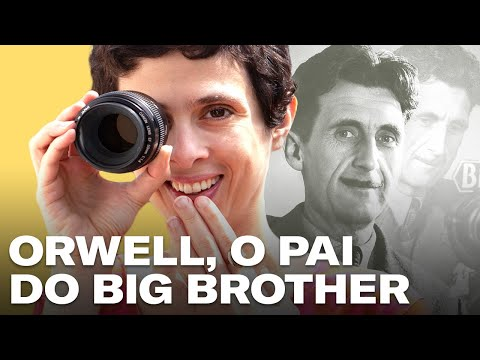 ORWELL, O PAI
DO BIG BROTHER